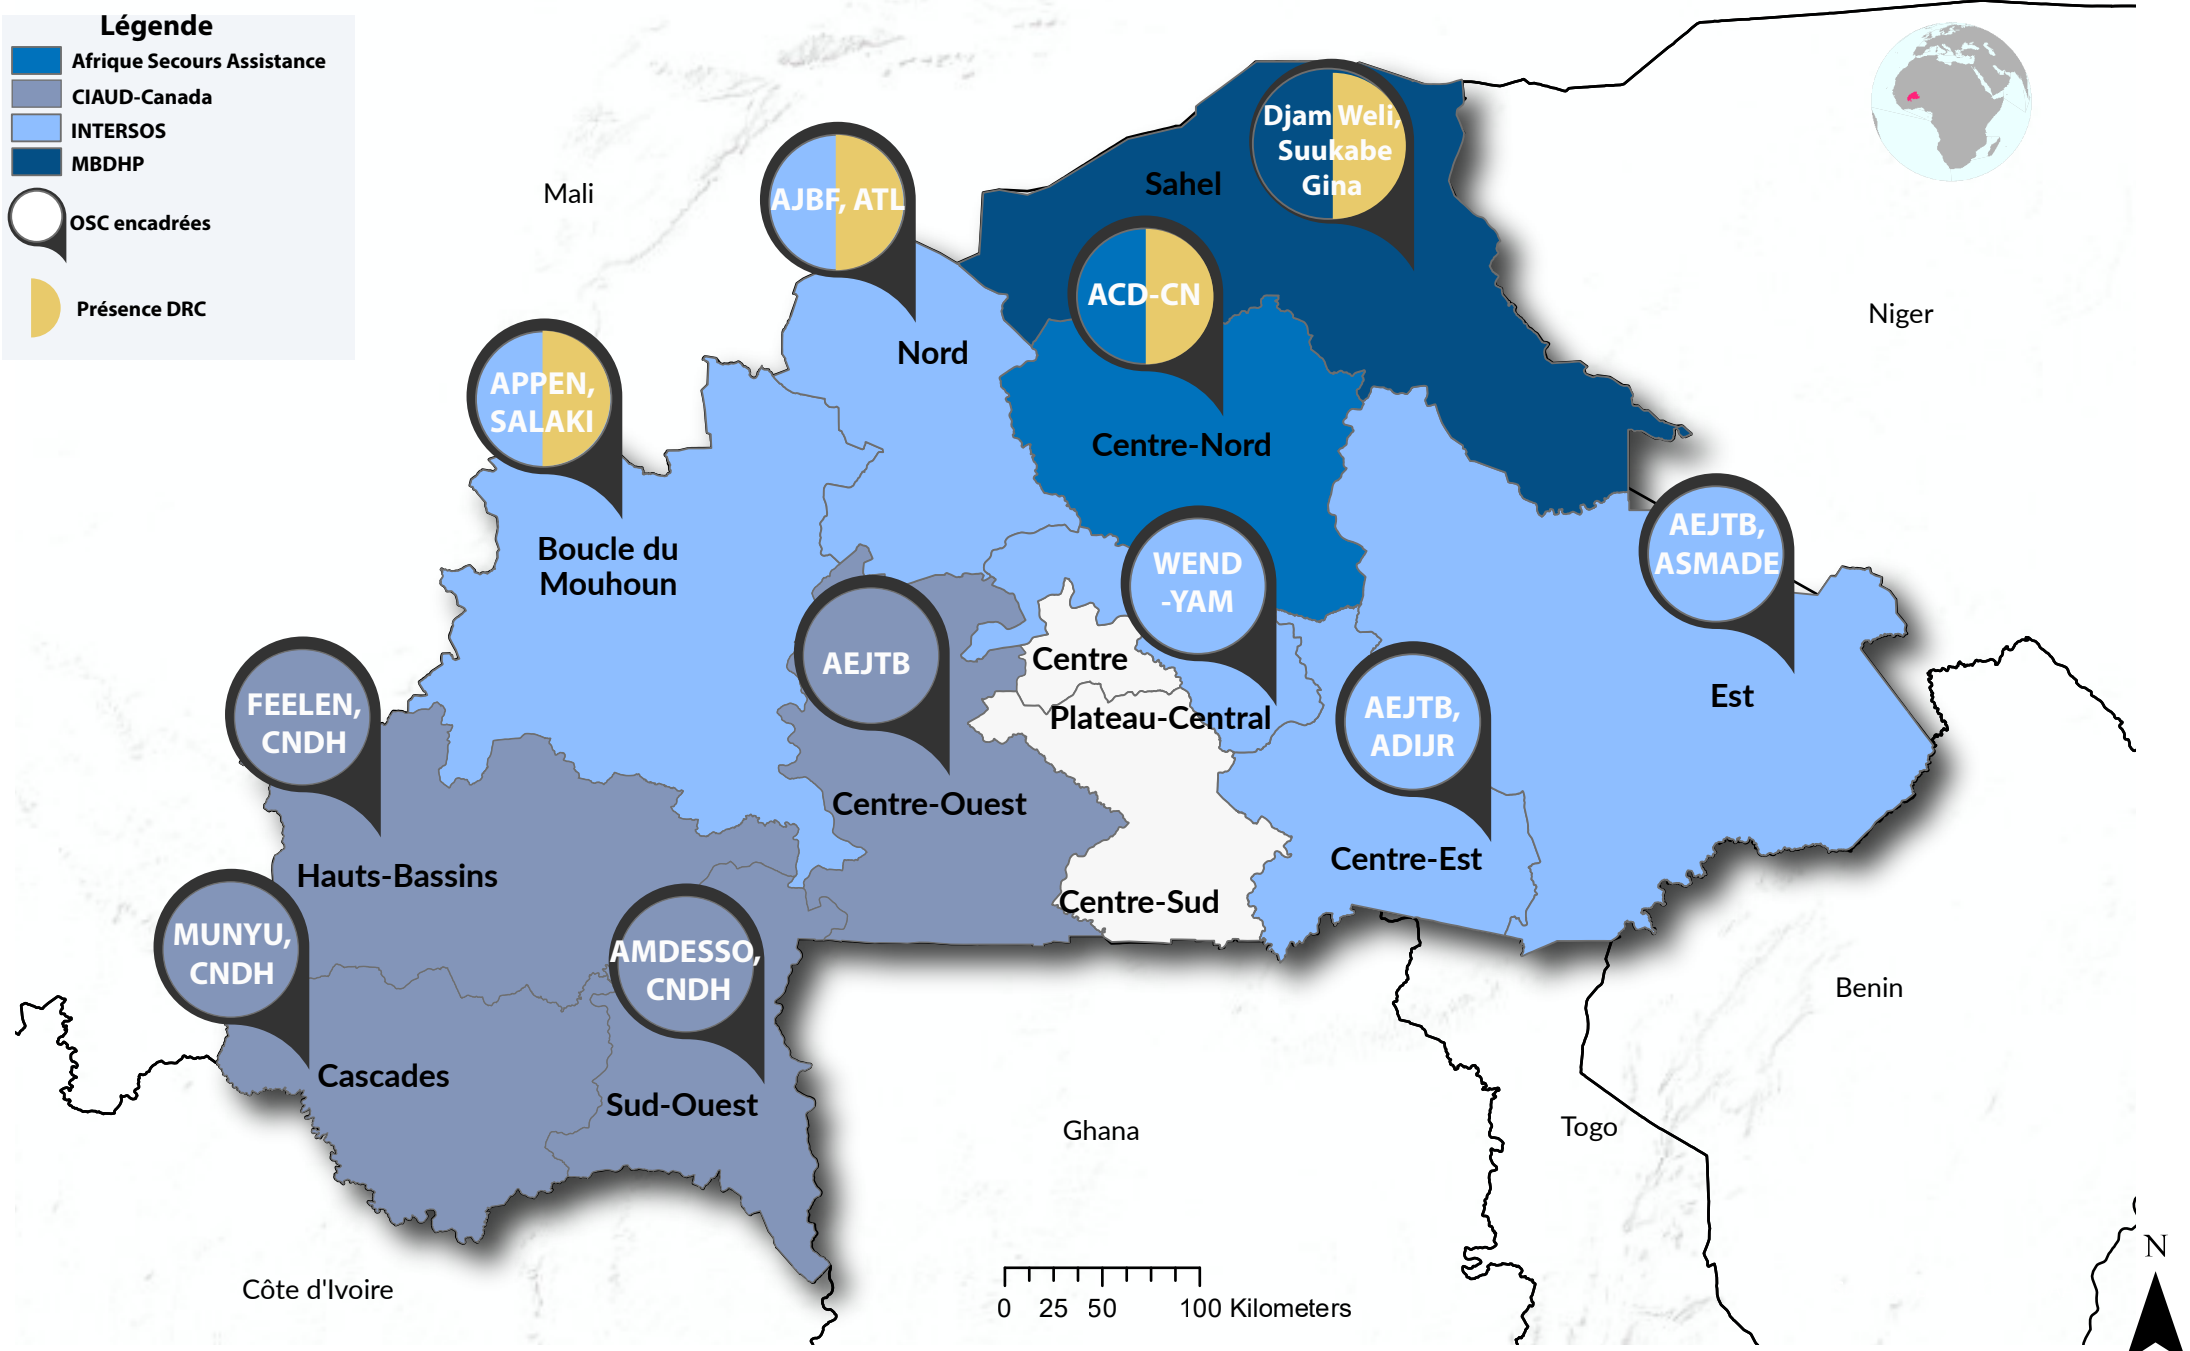 Légende
Afrique Secours Assistance
CIAUD-Canada
INTERSOS
MBDHP
OSC encadrées
Présence DRC
Mali
Niger
Djam Weli,
Suukabe
Gina
Sahel
AJBF, ATL
ACD-CN
Nord
APPEN,
SALAKI
Centre-Nord
Boucle du
Mouhoun
WEND
-YAM
AEJTB,
ASMADE
AEJTB
Centre
Est
FEELEN,
CNDH
Plateau-Central
AEJTB,
ADIJR
Centre-Ouest
Centre-Est
Hauts-Bassins
Centre-Sud
MUNYU,
CNDH
AMDESSO,
CNDH
Benin
Cascades
Sud-Ouest
Ghana
Togo
Côte d'Ivoire
0 25 50 100 Kilometers
N